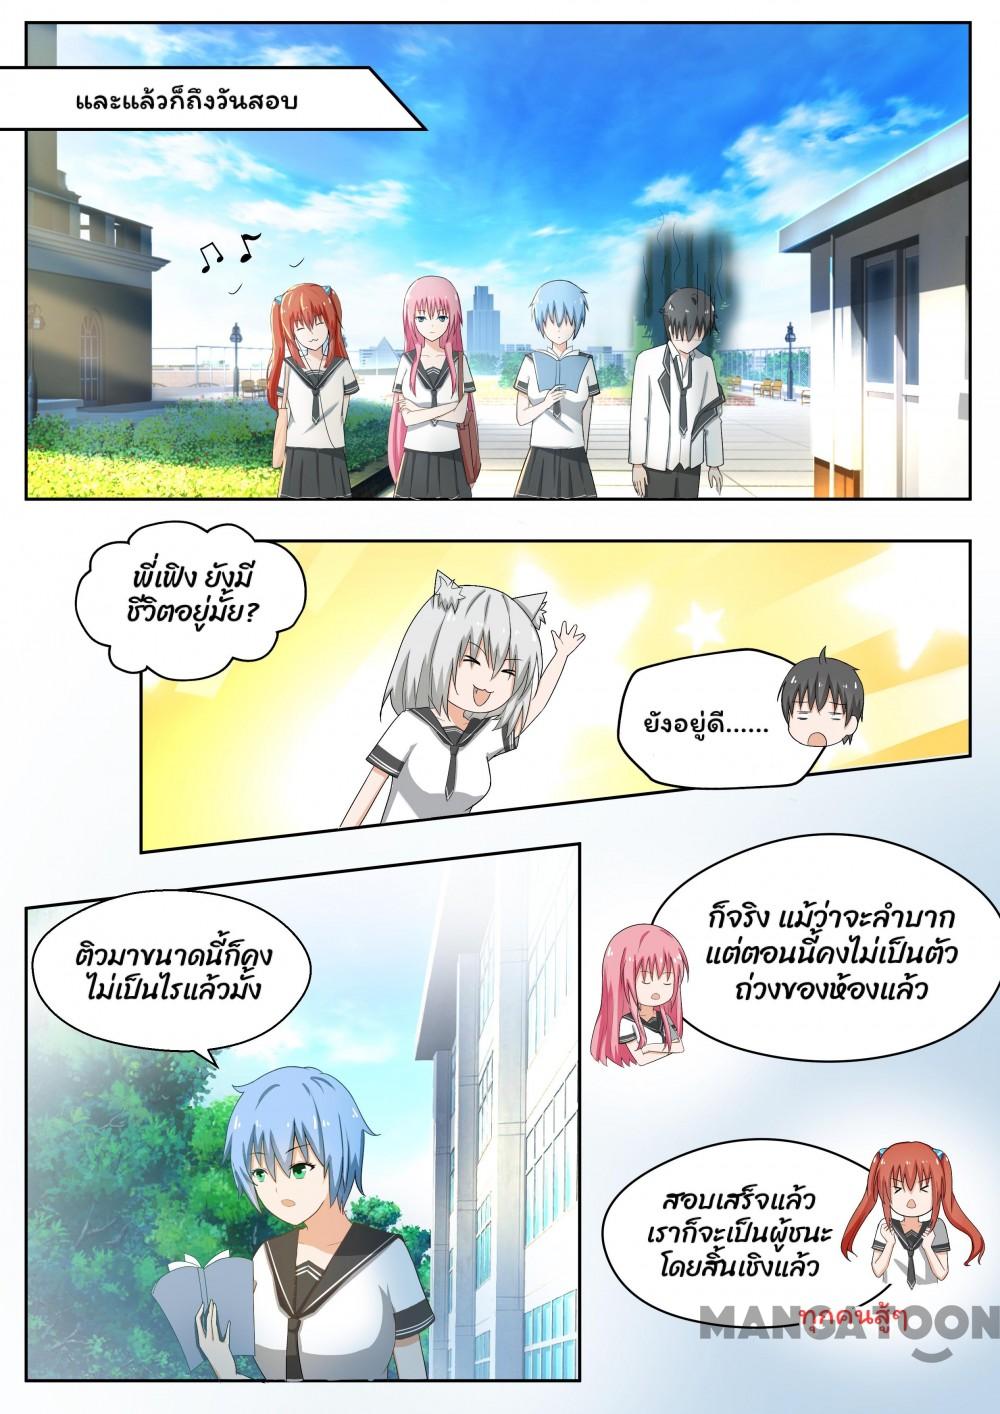 และแล้วก็ถึงวันสอบ
พี่เฟิง ยังมี
ชีวิตอยู่มั้ย?
ยังอยู่ดี......
ติวมาขนาดนี้ก็คง
ไม่เป็นไรแล้วมั้ง
ก็จริง แม้ว่าจะลำบาก
แต่ตอนนี้คงไม่เป็นตัว
ถ่วงของห้องแล้ว
สอบเสร็จแล้ว
เราก็จะเป็นผู้ชนะ
โดยสิ้นเชิงแล้ว
ทุกคนสู้ๆ
MANGATOON